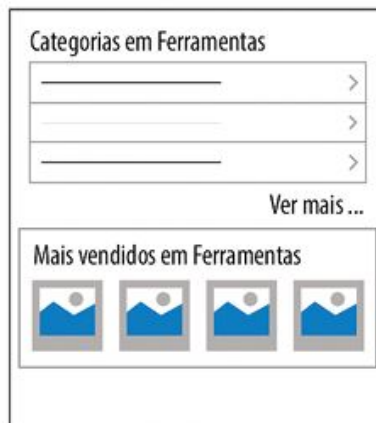 Categorias em Ferramentas
Ver mais ...
Mais vendidos em Ferramentas